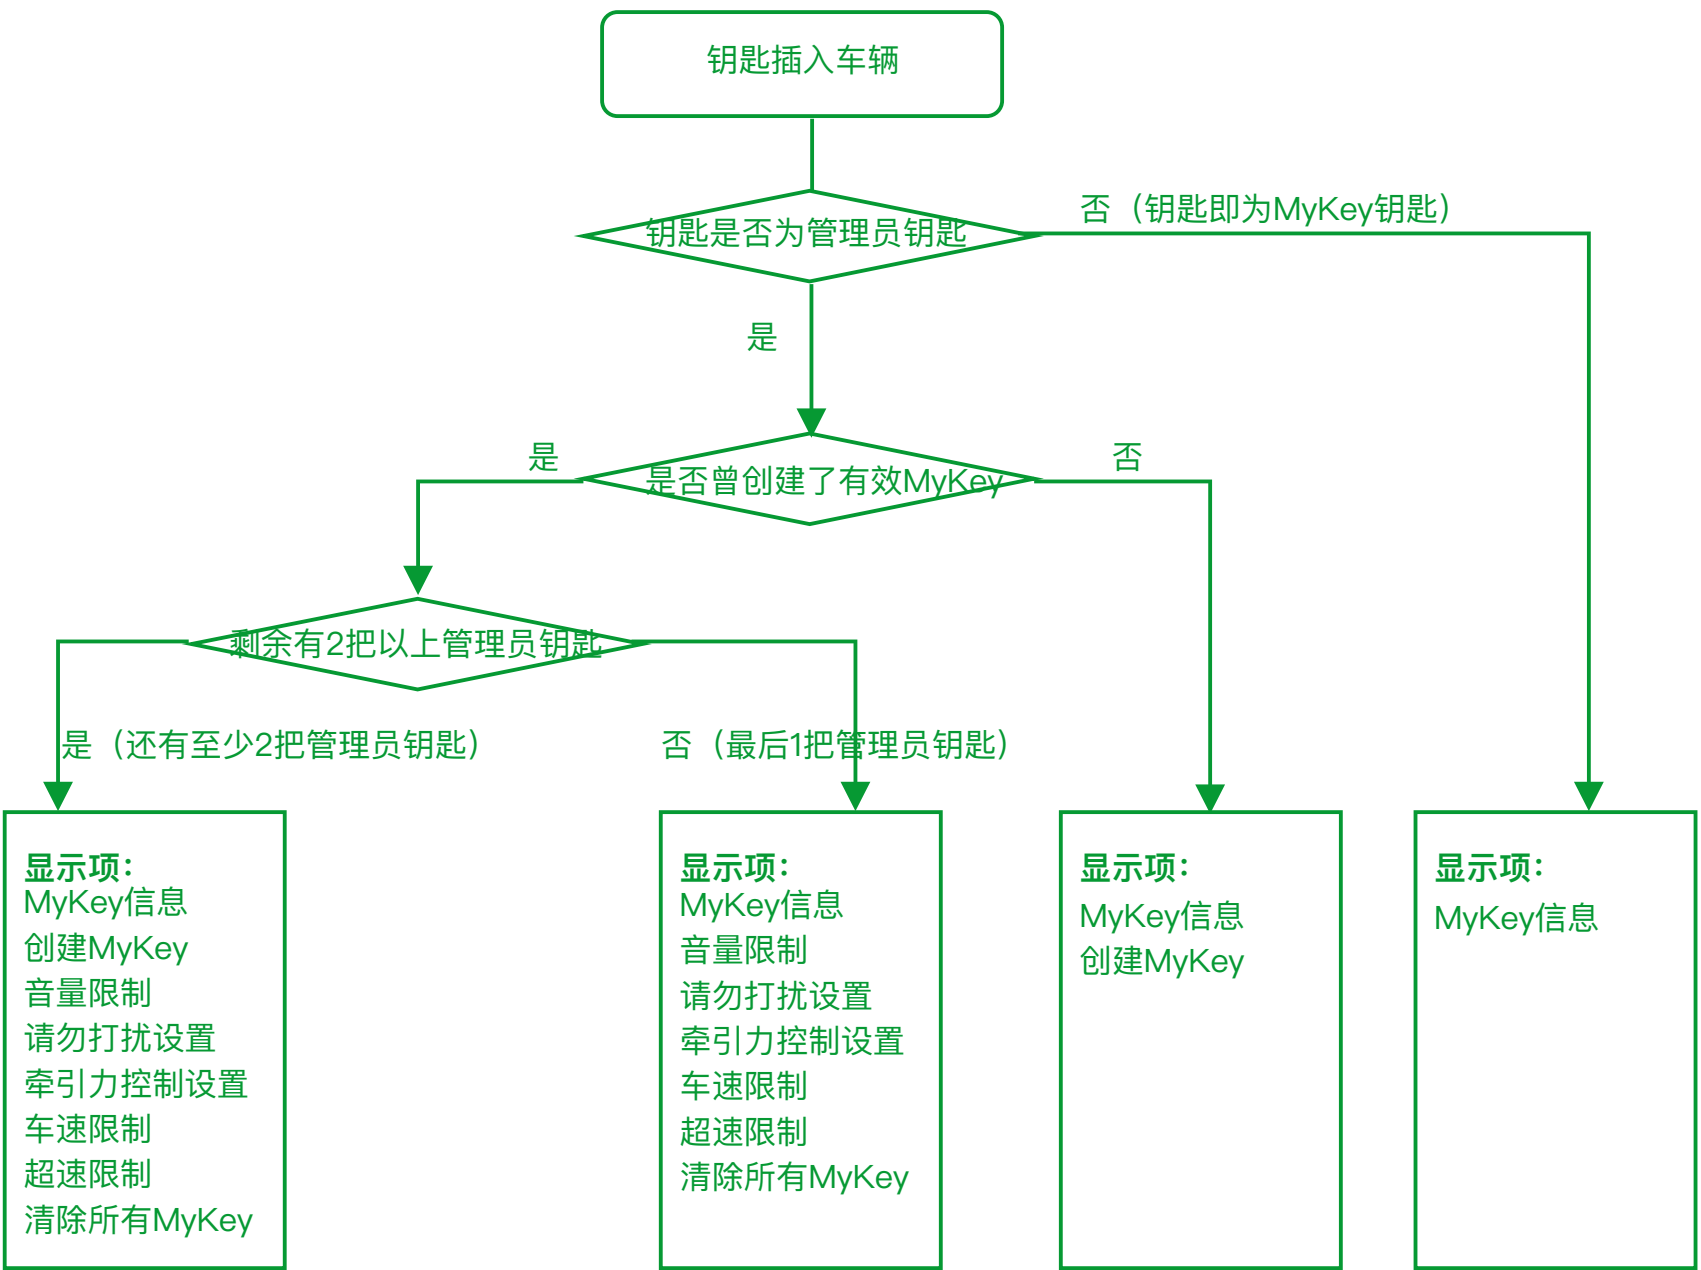 钥匙插入车辆
否（钥匙即为MyKey钥匙）
钥匙是否为管理员钥匙
是
是
否
是否曾创建了有效MyKey
剩余有2把以上管理员钥匙
是（还有至少2把管理员钥匙）
否（最后1把管理员钥匙）
显示项：
MyKey信息
创建MyKey
音量限制
请勿打扰设置
牵引力控制设置
车速限制
超速限制
清除所有MyKey
显示项：
MyKey信息
音量限制
请勿打扰设置
牵引力控制设置
车速限制
超速限制
清除所有MyKey
显示项：
MyKey信息
创建MyKey
显示项：
MyKey信息